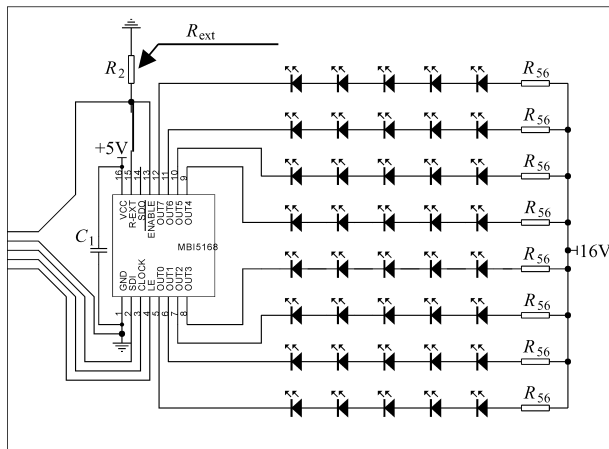 R_ext
R_2
R_56
R_56
+5V
16 15 14 13 12 11 10 9
R_56
VCC R-EXT SDO ENABLE OUT7 OUT6 OUT5 OUT4
R_56
C_1
MBI5168
16V
R_56
GND SDI CLOCK LE OUT0 OUT1 OUT2 OUT3
1 2 3 4 5 6 7 8
R_56
R_56
R_56